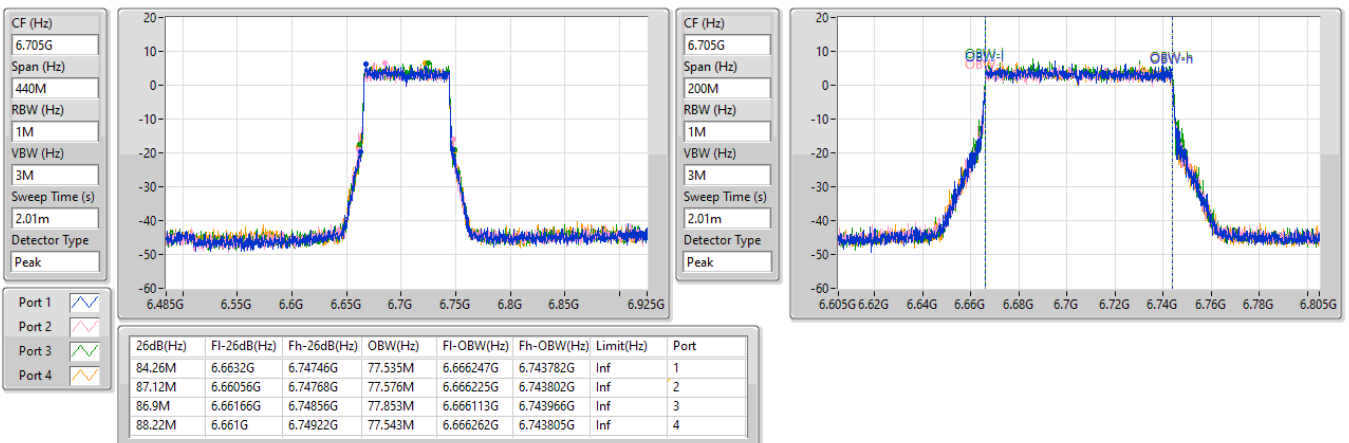 CF (Hz)
6.705G
Span (Hz)
440M
RBW (Hz)
1M
VBW (Hz)
3M
Sweep Time (s)
2.01m
Detector Type
Peak
20
10
0
-10
-20
-30
-40
-50
-60
6.485G 6.55G 6.6G 6.65G 6.7G 6.75G 6.8G 6.85G 6.925G
CF (Hz)
6.705G
Span (Hz)
200M
RBW (Hz)
1M
VBW (Hz)
3M
Sweep Time (s)
2.01m
Detector Type
Peak
20
10
0
-10
-20
-30
-40
-50
-60
OBW-l
OBW-h
6.605G 6.62G 6.64G 6.66G 6.68G 6.7G 6.72G 6.74G 6.76G 6.78G 6.805G
Port 1
Port 2
Port 3
Port 4
26dB(Hz) Fl-26dB(Hz) Fh-26dB(Hz) OBW(Hz) Fl-OBW(Hz) Fh-OBW(Hz) Limit(Hz) Port
84.26M 6.6632G 6.74746G 77.535M 6.666247G 6.743782G Inf 1
87.12M 6.66056G 6.74768G 77.576M 6.666225G 6.743802G Inf 2
86.9M 6.66166G 6.74856G 77.853M 6.666113G 6.743966G Inf 3
88.22M 6.661G 6.74922G 77.543M 6.666262G 6.743805G Inf 4